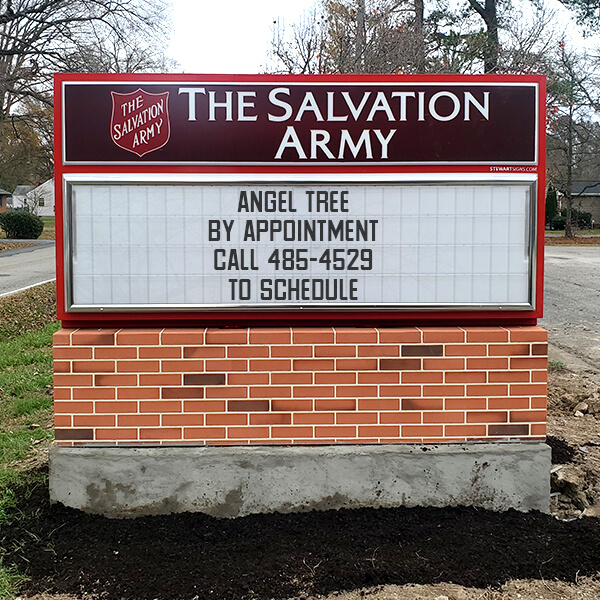 THE
SALVATION
ARMY
THE SALVATION
ARMY
STEWARTSIGNS.COM
ANGEL TREE
BY APPOINTMENT
CALL 485-4529
TO SCHEDULE